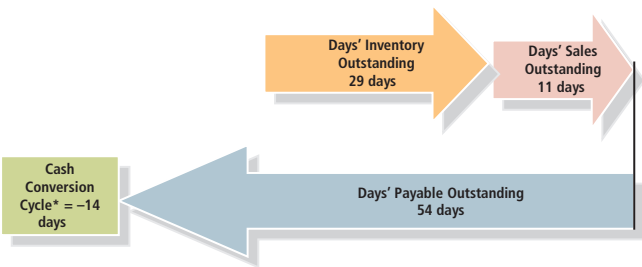 Days’ Inventory
Outstanding
29 days
Days’ Sales
Outstanding
11 days
Cash
Conversion
Cycle* = –14
days
Days’ Payable Outstanding
54 days